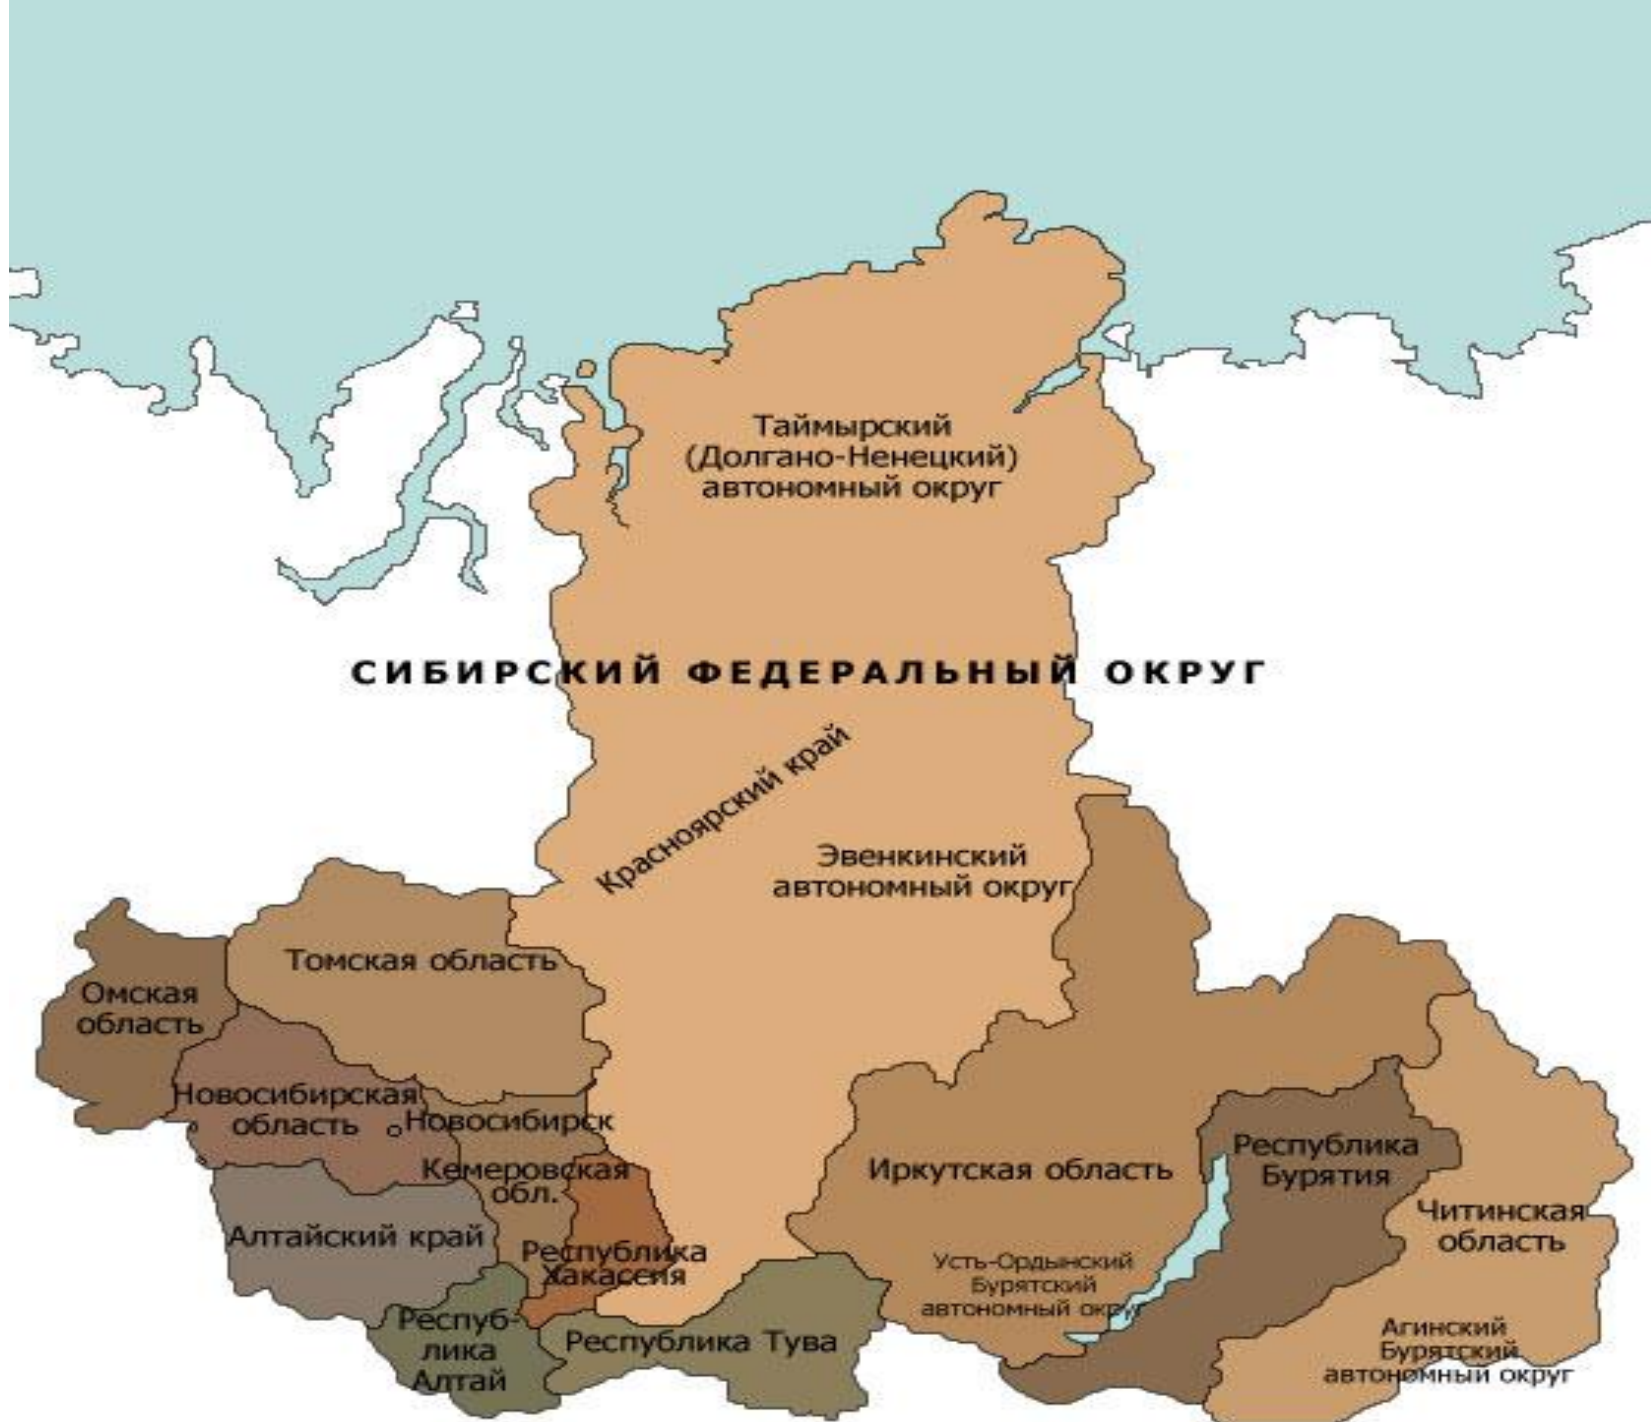 Таймырский
(Долгано-Ненецкий)
автономный округ
СИБИРСКИЙ ФЕДЕРАЛЬНЫЙ ОКРУГ
Красноярский край
Эвенкинский
автономный округ
Томская область
Омская
область
Новосибирская
область
Новосибирск
Кемеровская
обл.
Алтайский край
Республика
Хакассия
Респуб-
лика
Алтай
Республика Тува
Иркутская область
Усть-Ордынский
Бурятский
автономный округ
Республика
Бурятия
Читинская
область
Агинский
Бурятский
автономный округ